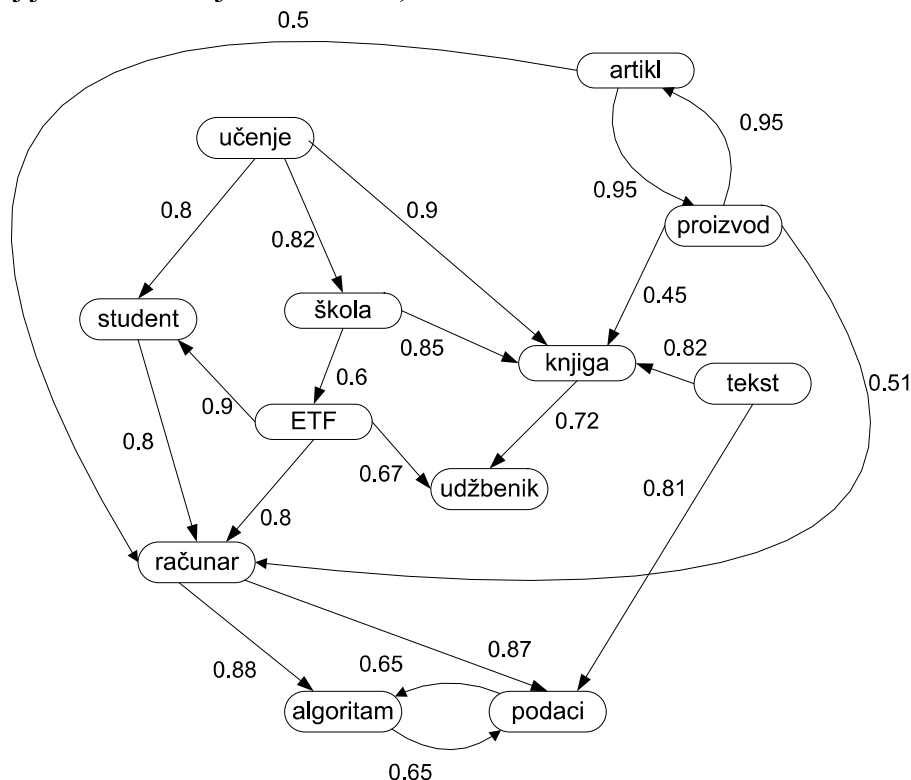 0.5
artikl
0.95
učenje
0.95
0.8
0.9
proizvod
0.82
0.45
student
škola
0.85
knjiga
0.82
tekst
0.51
0.6
0.9
ETF
0.72
0.8
0.67
udžbenik
0.81
0.8
računar
0.87
0.88
0.65
algoritam
podaci
0.65